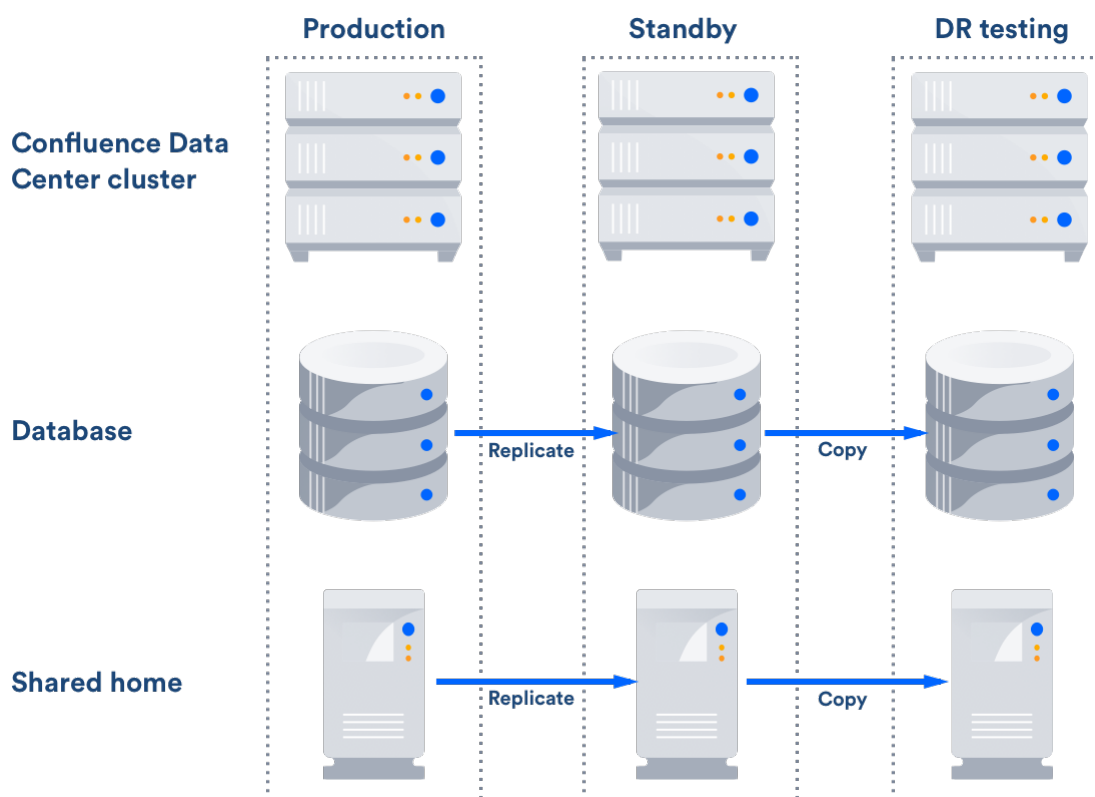 Production
Standby
DR testing
Confluence Data
Center cluster
Database
Replicate
Copy
Shared home
Replicate
Copy